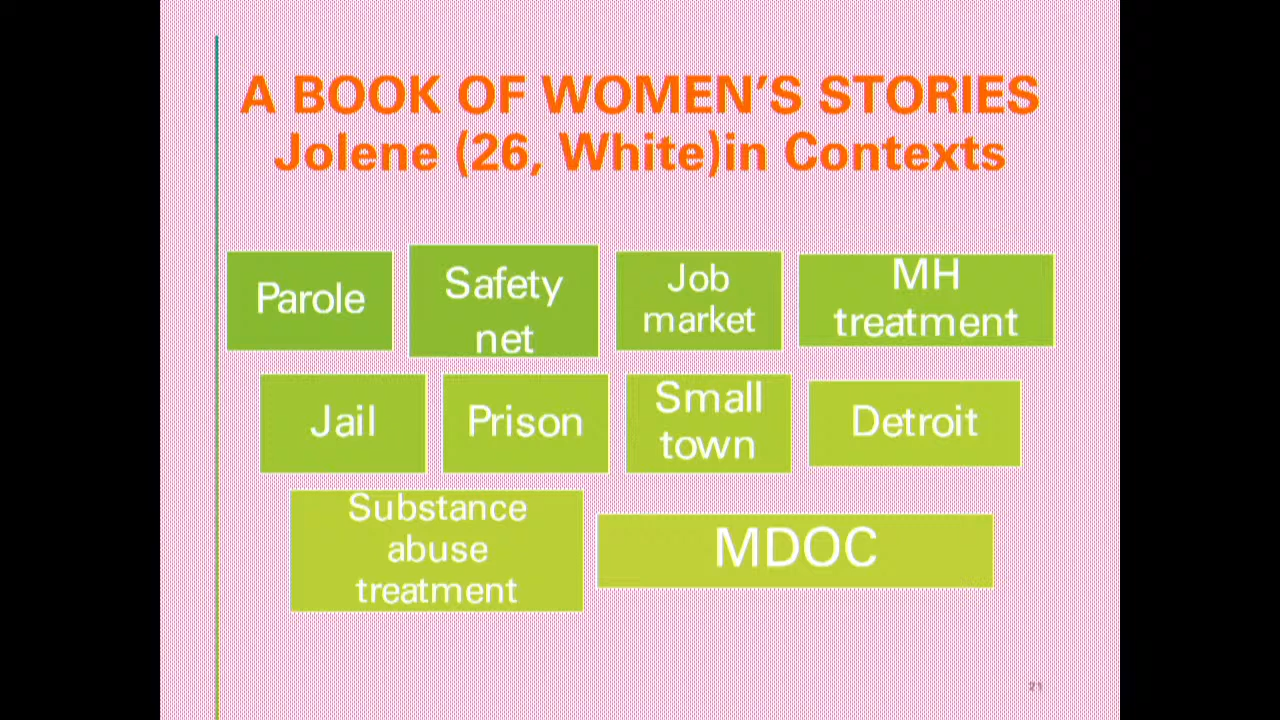 A BOOK OF WOMEN'S STORIES
Jolene (26, White)in Contexts
Parole
Safety
net
Job
market
MH
treatment
Jail
Prison
Small
town
Detroit
Substance
abuse
treatment
MDOC
21